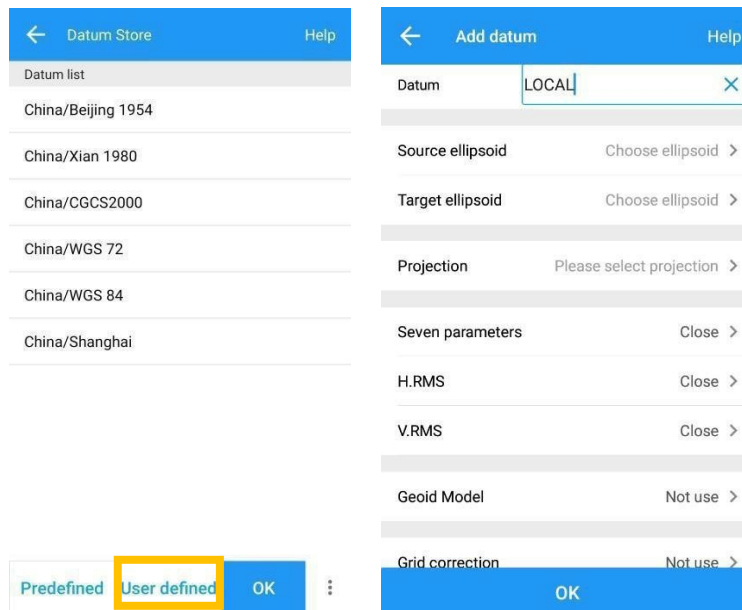 Datum Store Help
Datum list
China/Beijing 1954
China/Xian 1980
China/CGCS2000
China/WGS 72
China/WGS 84
China/Shanghai
Predefined User defined OK
Add datum Help
Datum LOCAL
Source ellipsoid Choose ellipsoid
Target ellipsoid Choose ellipsoid
Projection Please select projection
Seven parameters Close
H.RMS Close
V.RMS Close
Geoid Model Not use
Grid correction Not use
OK